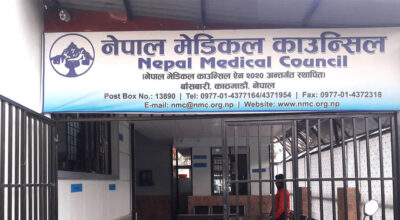 नेपाल मेडिकल काउन्सिल
Nepal Medical Council
(नेपाल मेडिकल काउन्सिल ऐन २०२० अन्तर्गत स्थापित)
बाँसबारी, काठमाडौं, नेपाल
Post Box No.: 13890 | Tel: 0977-01-4377164/4371954 | Fax: 0977-01-4372318
E-mail: nmc@nmc.org.np | Website: www.nmc.org.np